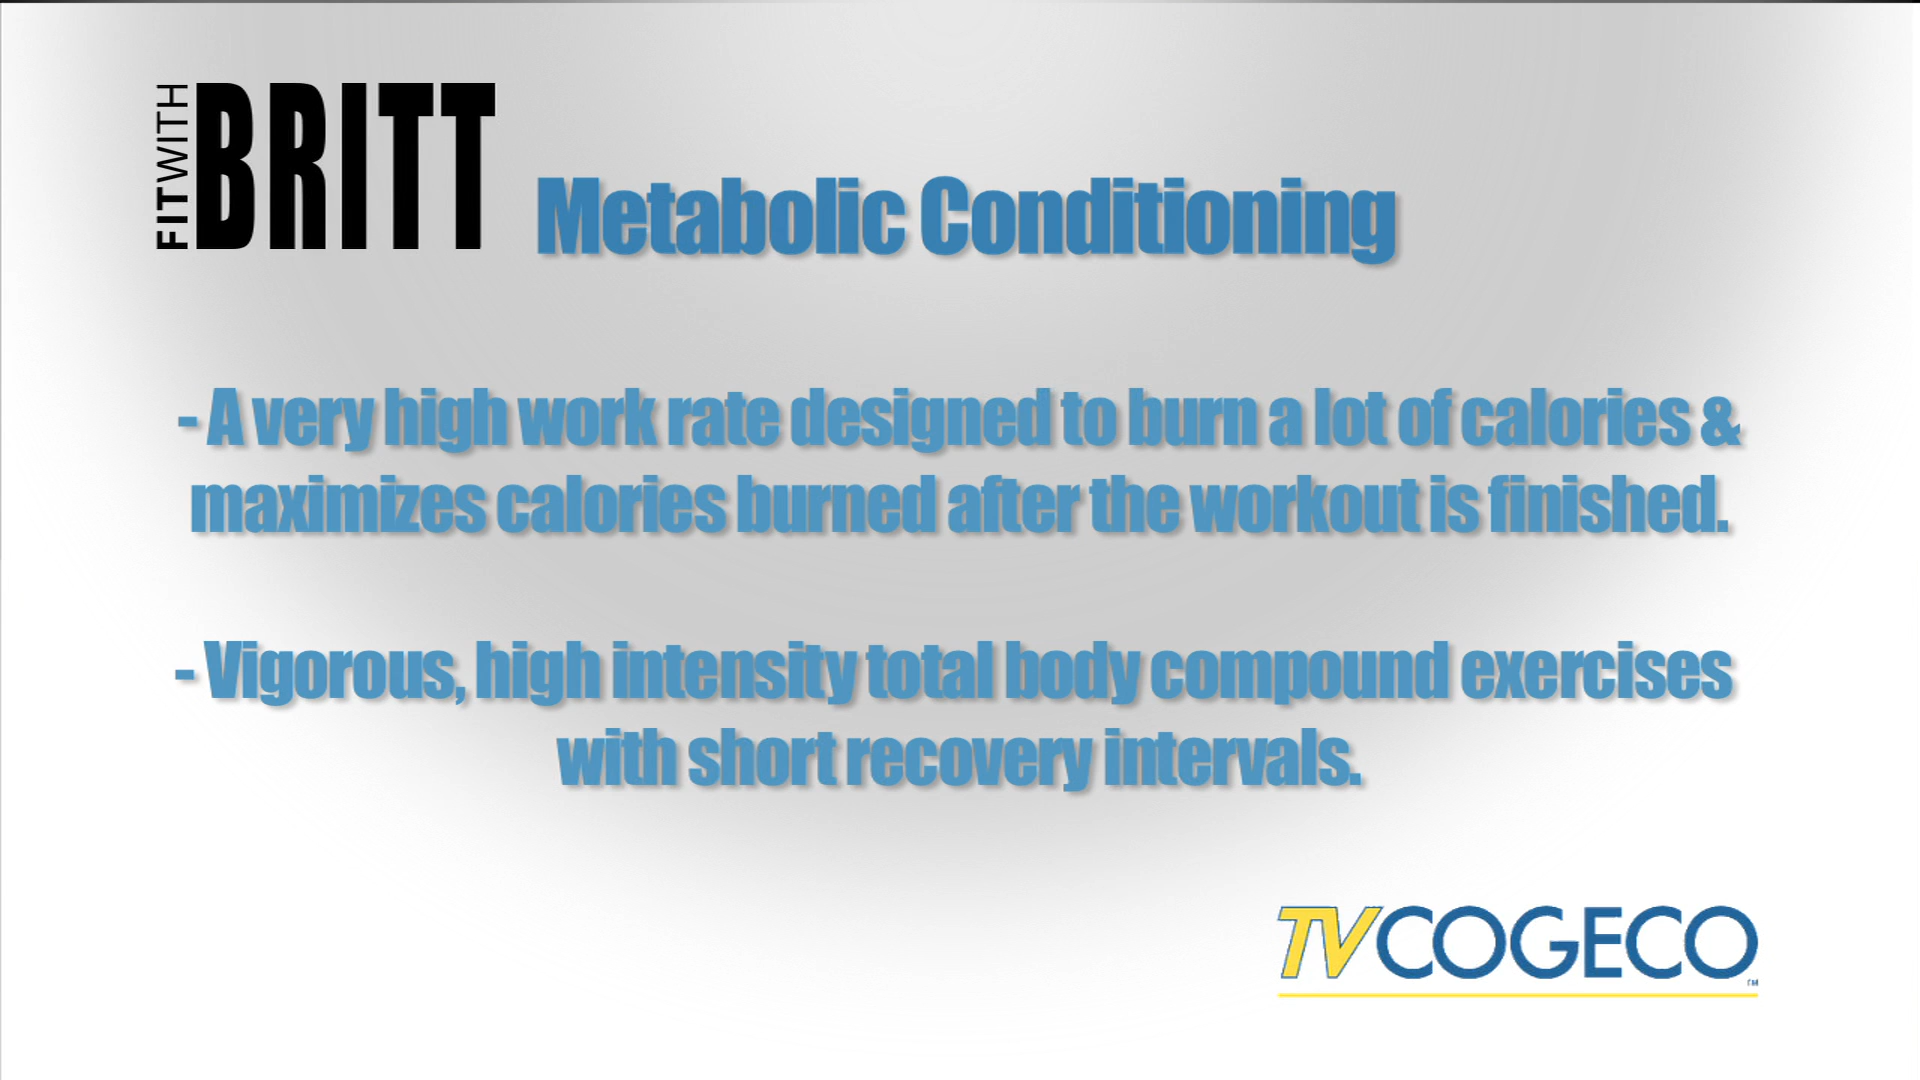 FITWITH
BRITT
Metabolic Conditioning
- A very high work rate designed to burn a lot of calories &
maximizes calories burned after the workout is finished.
- Vigorous, high intensity total body compound exercises
with short recovery intervals.
TVCOGECO™